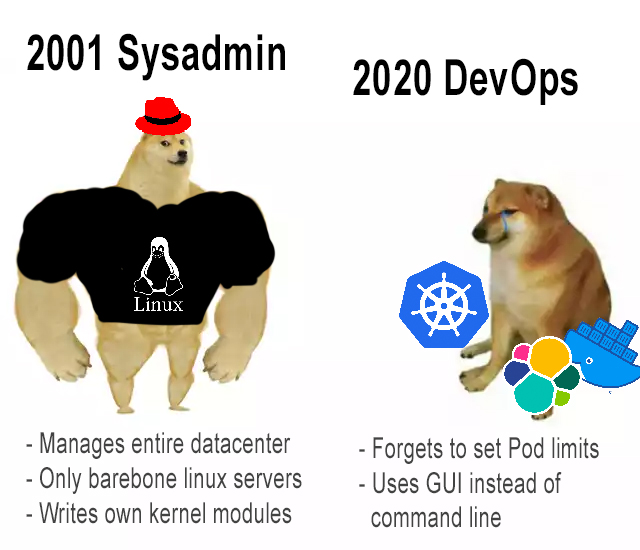 2001 Sysadmin
2020 DevOps
Linux
- Manages entire datacenter
- Only barebone linux servers
- Writes own kernel modules
- Forgets to set Pod limits
- Uses GUI instead of
command line